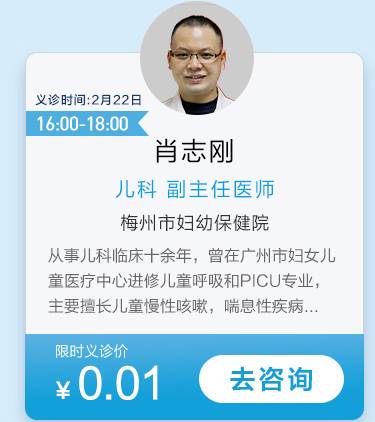 义诊时间:2月22日
16:00-18:00
肖志刚
儿科 副主任医师
梅州市妇幼保健院
从事儿科临床十余年，曾在广州市妇女儿
童医疗中心进修儿童呼吸和PICU专业，
主要擅长儿童慢性咳嗽，喘息性疾病...
限时义诊价
¥ 0.01
去咨询